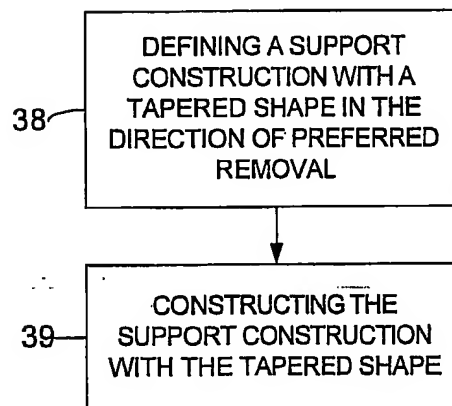 DEFINING A SUPPORT
CONSTRUCTION WITH A
TAPERED SHAPE IN THE
38
DIRECTION OF PREFERRED
REMOVAL
CONSTRUCTING THE
39
SUPPORT CONSTRUCTION
WITH THE TAPERED SHAPE